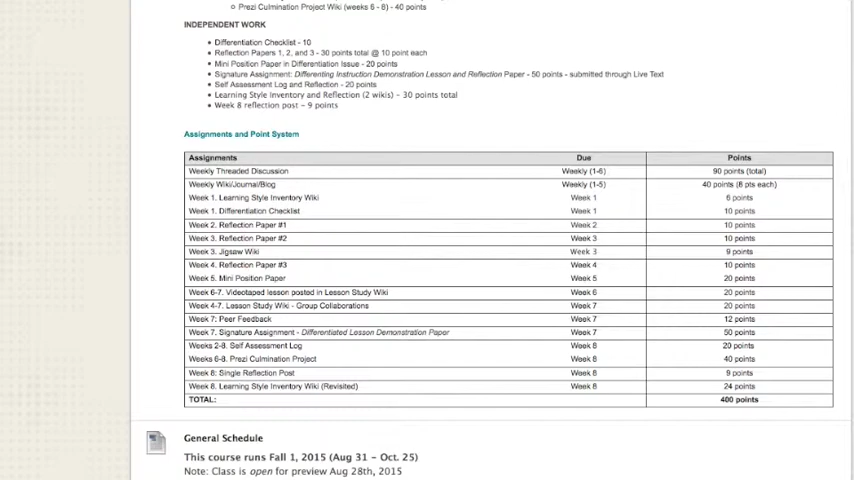 Prezi Culmination Project Wiki (weeks 6 - 8) - 40 points
INDEPENDENT WORK
Differentiation Checklist - 10
Reflection Papers 1, 2, and 3 - 30 points total @ 10 point each
Mini Position Paper in Differentiation Issue - 20 points
Signature Assignment: Differenting Instruction Demonstration Lesson and Reflection Paper - 50 points - submitted through Live Text
Self Assessment Log and Reflection - 20 points
Learning Style Inventory and Reflection (2 wikis) – 30 points total
Week 8 reflection post – 9 points
Assignments and Point System
Assignments Due Points
Weekly Threaded Discussion Weekly (1-6) 90 points (total)
Weekly Wiki/Journal/Blog Weekly (1-5) 40 points (8 pts each)
Week 1. Learning Style Inventory Wiki Week 1 6 points
Week 1. Differentiation Checklist Week 1 10 points
Week 2. Reflection Paper #1 Week 2 10 points
Week 3. Reflection Paper #2 Week 3 10 points
Week 3. Jigsaw Wiki Week 3 9 points
Week 4. Reflection Paper #3 Week 4 10 points
Week 5. Mini Position Paper Week 5 20 points
Week 6-7. Videotaped lesson posted in Lesson Study Wiki Week 6 20 points
Week 4-7. Lesson Study Wiki - Group Collaborations Week 7 20 points
Week 7: Peer Feedback Week 7 12 points
Week 7. Signature Assignment - Differentiated Lesson Demonstration Paper Week 7 50 points
Weeks 2-8. Self Assessment Log Week 8 20 points
Weeks 6-8. Prezi Culmination Project Week 8 40 points
Week 8: Single Reflection Post Week 8 9 points
Week 8. Learning Style Inventory Wiki (Revisited) Week 8 24 points
TOTAL: 400 points
General Schedule
This course runs Fall 1, 2015 (Aug 31 – Oct. 25)
Note: Class is open for preview Aug 28th, 2015